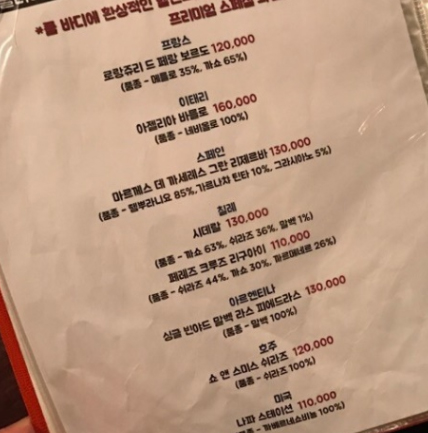 *풀 바디에 환상적인
프리미엄 스페셜
프랑스
로랑쥬리 드 페랑 보르도 120,000
(품종 - 메를로 35%, 까쇼 65%)
이태리
아젤리아 바롤로 160,000
(품종 - 네비올로 100%)
스페인
마르께스 데 까세레스 그란 리제르바 130,000
(품종 - 템뿌라니오 85%,가르나챠 틴타 10%, 그라시아노 5%)
칠레
시데랄 130,000
(품종 - 까쇼 63%, 쉬라즈 36%, 말벡 1%)
페레즈 크루즈 리구아이 110,000
(품종 - 쉬라즈 44%, 까쇼 30%, 까르미네르 26%)
아르헨티나
싱글 빈야드 말벡 라스 피에드라스 130,000
(품종 - 말벡 100%)
호주
쇼 앤 스미스 쉬라즈 120,000
(품종 - 쉬라즈 100%)
미국
나파 스테이션 110,000
(품종 - 까베르네소비뇽 100%)